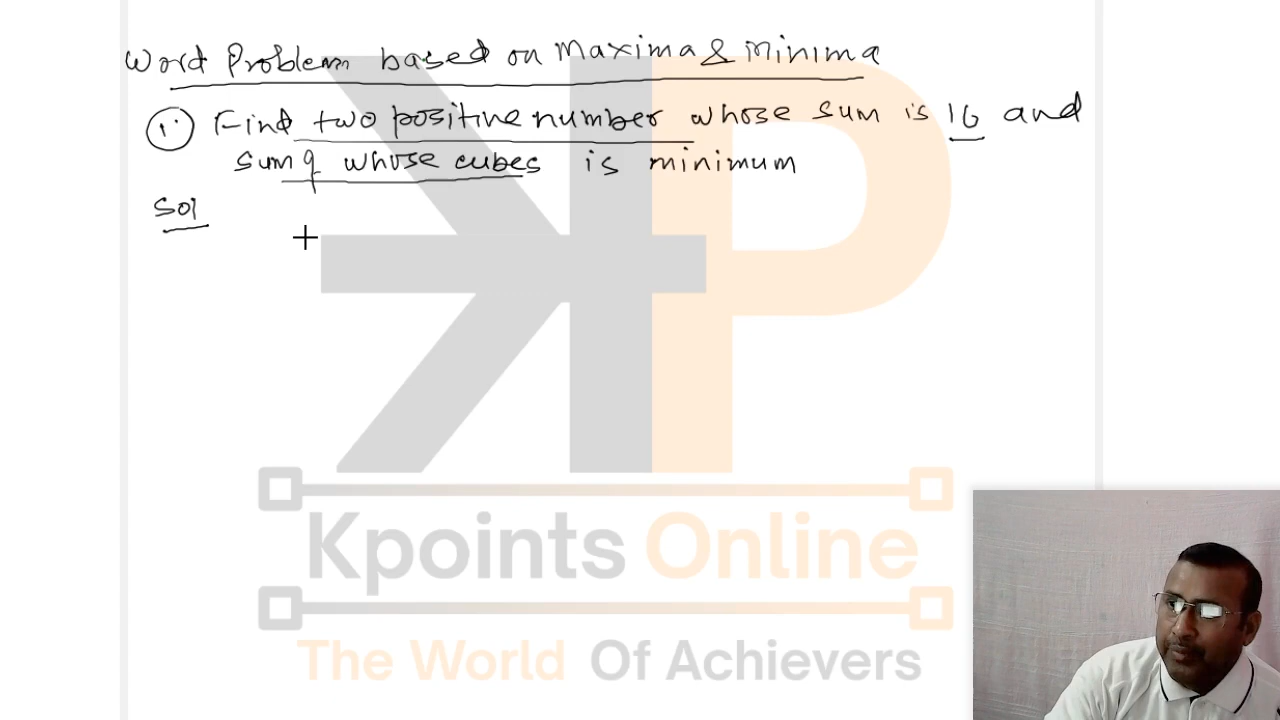 Word Problem based on Maxima & Minima
(1) Find two positive number whose sum is 16 and
sum of whose cubes is minimum
Sol
Kpoints Online
The World Of Achievers